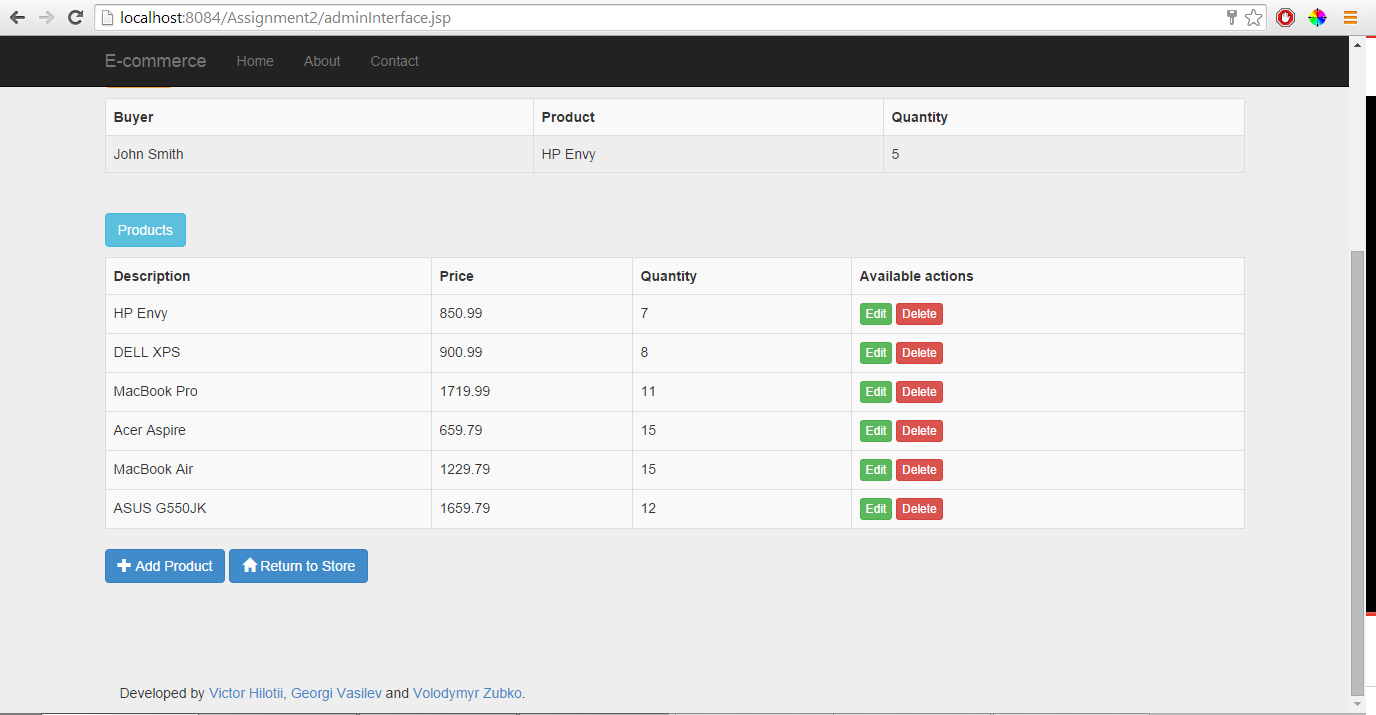 localhost:8084/Assignment2/adminInterface.jsp
E-commerce Home About Contact
Buyer Product Quantity
John Smith HP Envy 5
Products
Description Price Quantity Available actions
HP Envy 850.99 7 Edit Delete
DELL XPS 900.99 8 Edit Delete
MacBook Pro 1719.99 11 Edit Delete
Acer Aspire 659.79 15 Edit Delete
MacBook Air 1229.79 15 Edit Delete
ASUS G550JK 1659.79 12 Edit Delete
Add Product Return to Store
Developed by Victor Hilotii, Georgi Vasilev and Volodymyr Zubko.